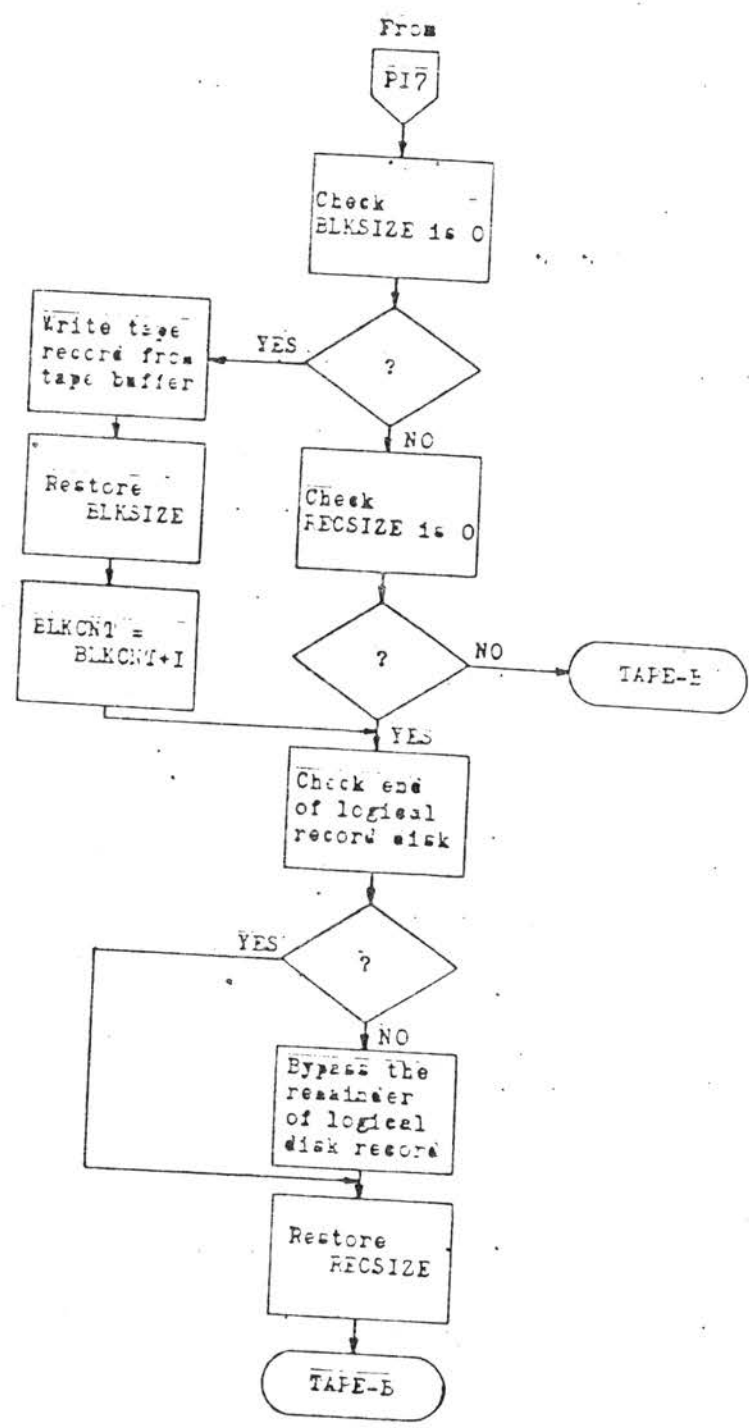 From
PI7
Check
BLKSIZE is 0
Write tape
record from
tape buffer
YES
?
NO
Restore
BLKSIZE
Check
RECSIZE is 0
BLKCNT =
BLKCNT+I
?
NO
TAPE-B
YES
Check end
of logical
record disk
YES
?
NO
Bypass the
remainder
of logical
disk record
Restore
RECSIZE
TAPE-B